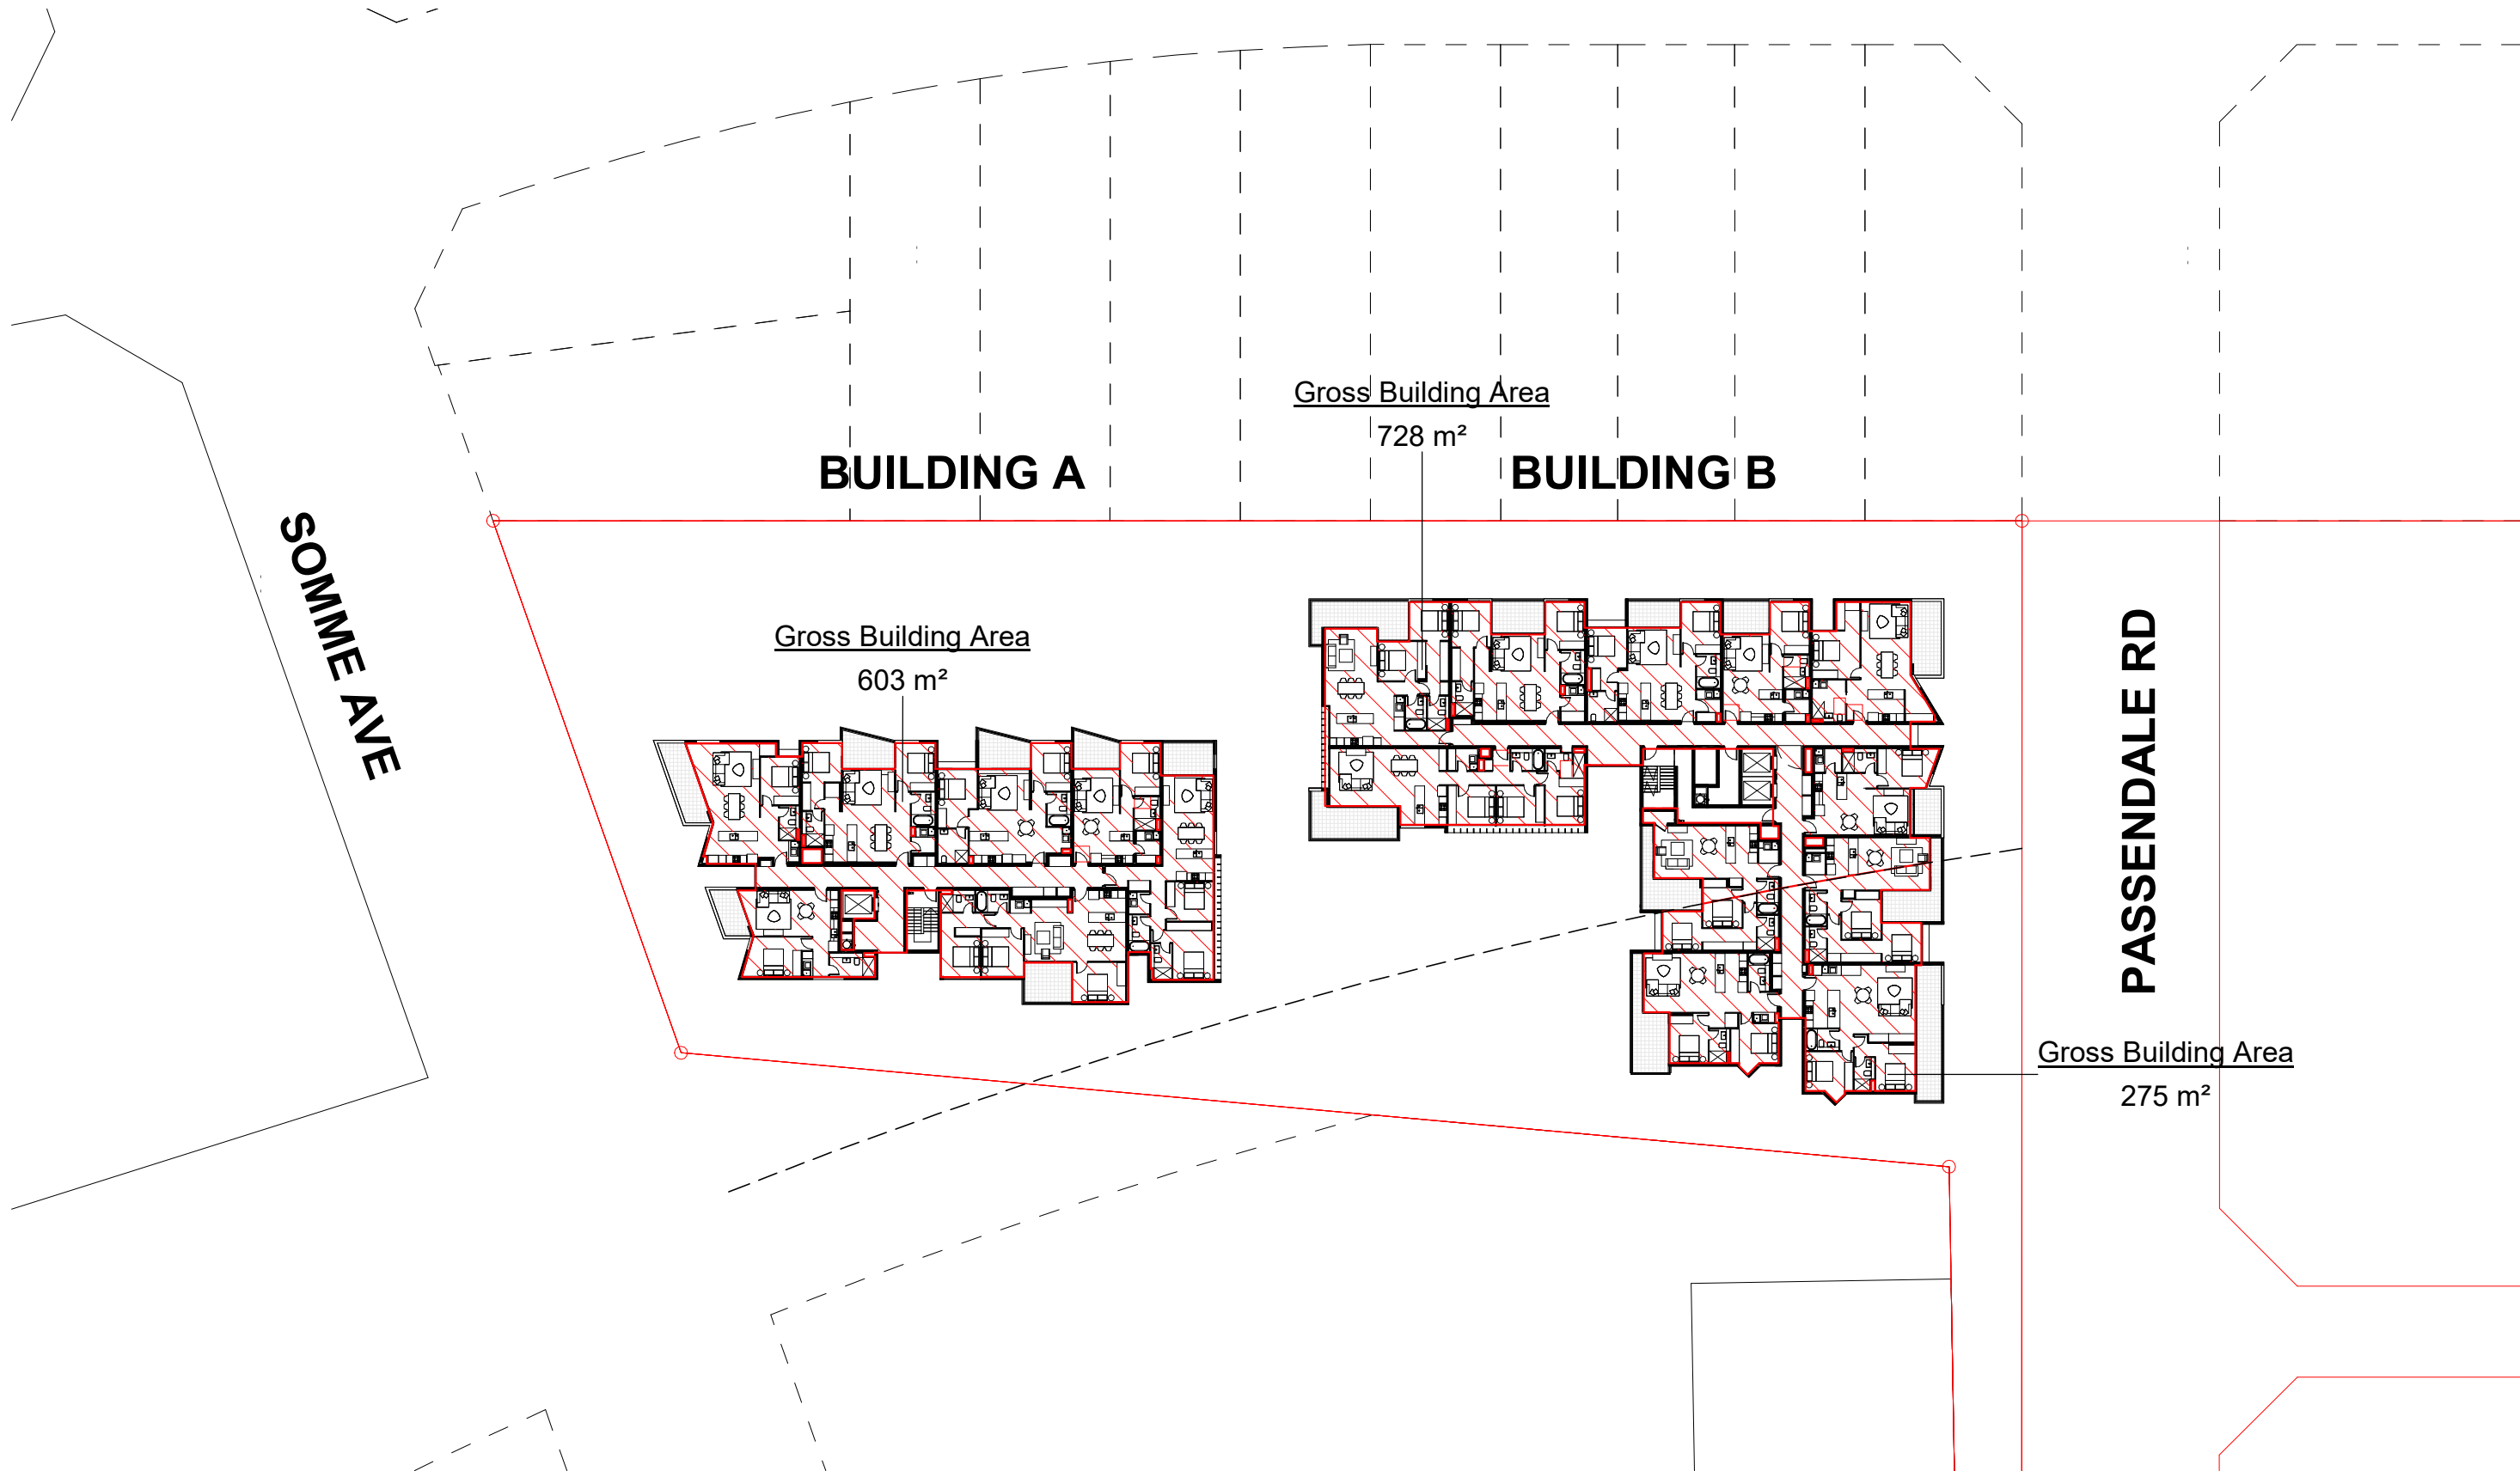 Gross Building Area
728 m²
BUILDING A
BUILDING B
SOMME AVE
Gross Building Area
603 m²
PASSENDALE RD
Gross Building Area
275 m²